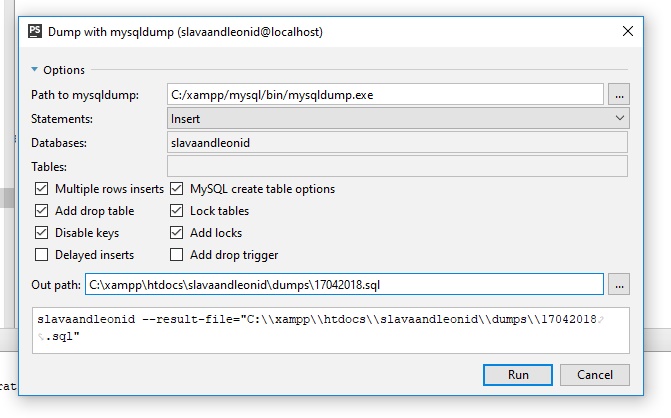 PS Dump with mysqldump (slavaandleonid@localhost)
Options
Path to mysqldump: C:/xampp/mysql/bin/mysqldump.exe ...
Statements: Insert
Databases: slavaandleonid
Tables:
Multiple rows inserts MySQL create table options
Add drop table Lock tables
Disable keys Add locks
Delayed inserts Add drop trigger
Out path: C:\xampp\htdocs\slavaandleonid\dumps\17042018.sql ...
slavaandleonid --result-file="C:\\xampp\\htdocs\\slavaandleonid\\dumps\\17042018
.sql"
Run Cancel
rat